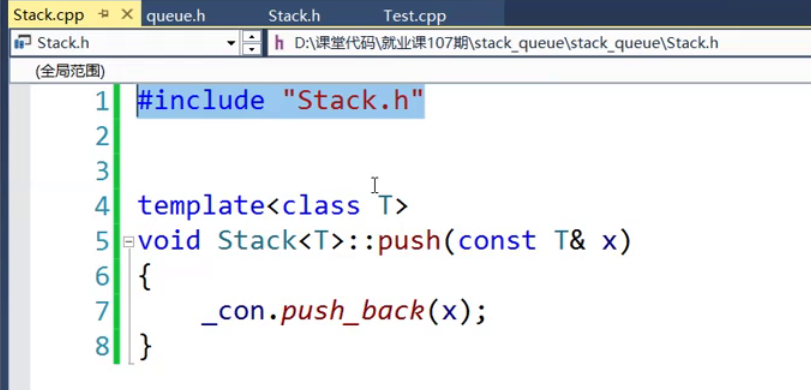 Stack.cpp queue.h Stack.h Test.cpp
Stack.h D:\课堂代码\就业课107期\stack_queue\stack_queue\Stack.h
(全局范围)
1 #include "Stack.h"
2
3
4 template<class T>
5 void Stack<T>::push(const T& x)
6 {
7 _con.push_back(x);
8 }